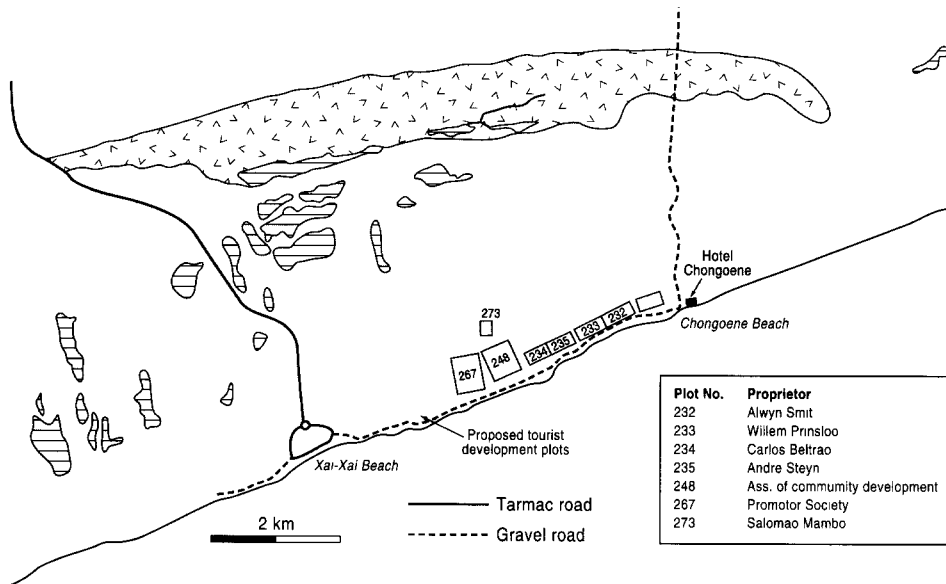 Hotel
Chongoene
Chongoene Beach
273
267
248
234
235
233
232
Proposed tourist
development plots
Xai-Xai Beach
2 km
Tarmac road
Gravel road
Plot No. Proprietor
232 Alwyn Smit
233 Willem Prinsloo
234 Carlos Beltrao
235 Andre Steyn
248 Ass. of community development
267 Promotor Society
273 Salomao Mambo